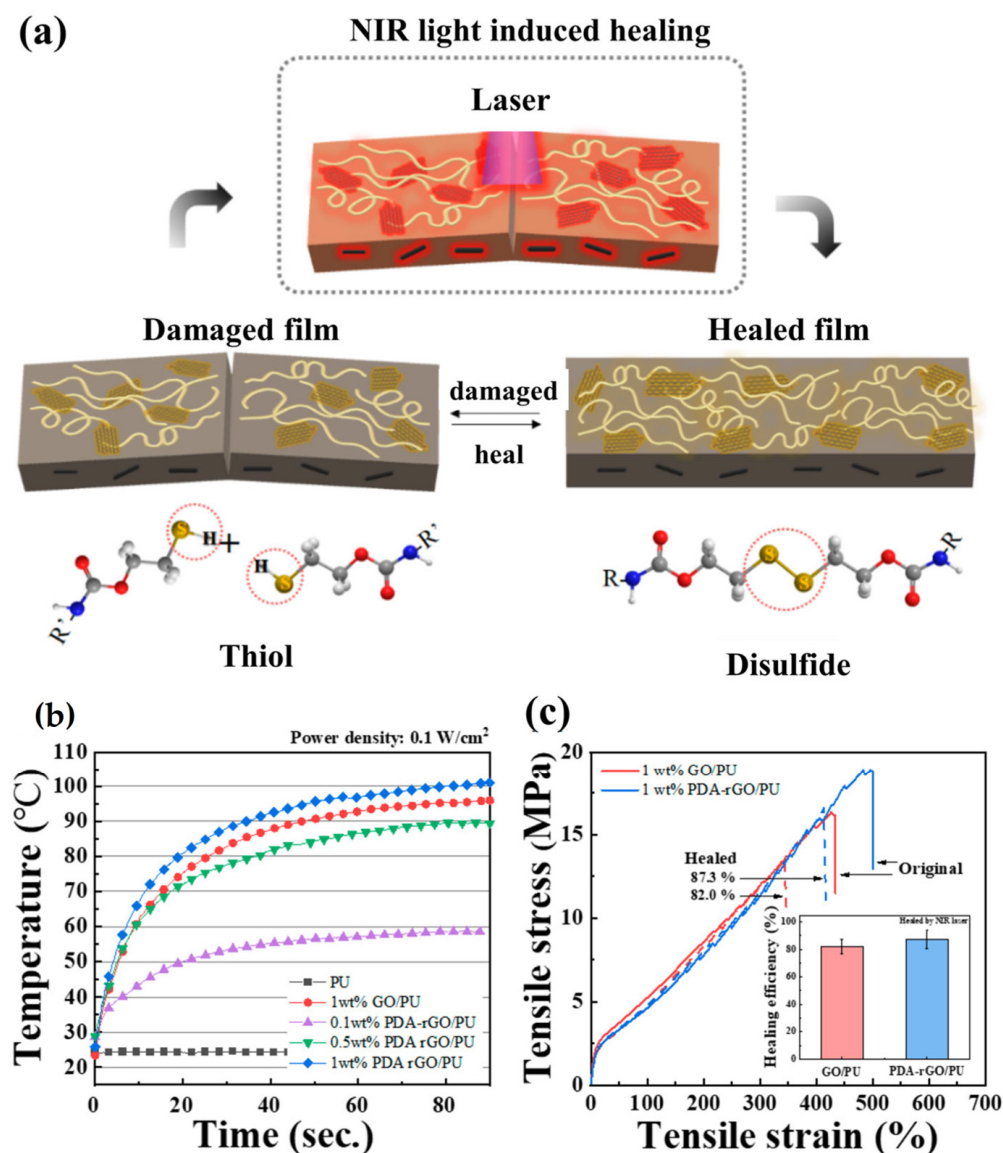 (a)
NIR light induced healing
Laser
Damaged film
Healed film
damaged
heal
S
H
+
H
S
N
R'
N
R'
R
N
S
S
N
R
Thiol
Disulfide
(b)
Power density: 0.1 W/cm²
110
100
90
80
70
60
50
40
30
20
Temperature (°C)
PU
1wt% GO/PU
0.1wt% PDA-rGO/PU
0.5wt% PDA rGO/PU
1wt% PDA rGO/PU
0 20 40 60 80
Time (sec.)
(c)
20
15
10
5
0
Tensile stress (MPa)
1 wt% GO/PU
1 wt% PDA-rGO/PU
Healed
87.3 %
82.0 %
Original
Healing efficiency (%)
100
80
60
40
20
0
Healed by NIR laser
GO/PU PDA-rGO/PU
0 100 200 300 400 500 600 700
Tensile strain (%)